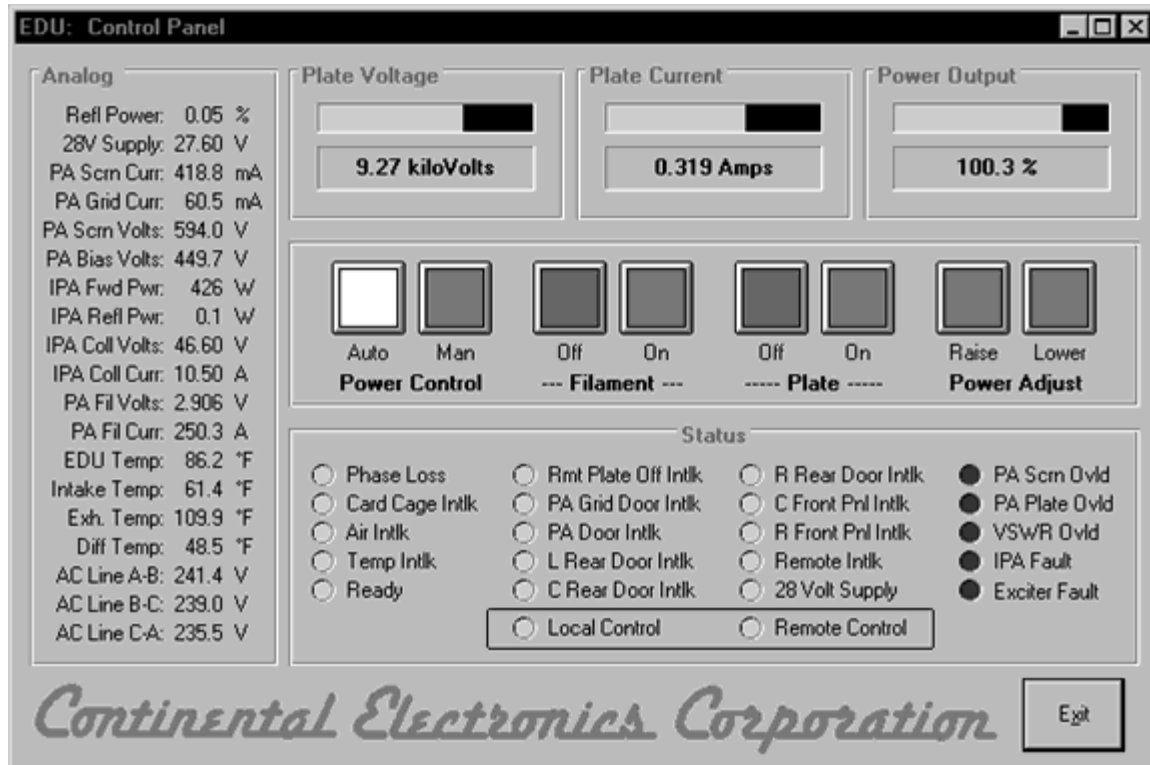 EDU: Control Panel
Analog
Refl Power: 0.05 %
28V Supply: 27.60 V
PA Scrn Curr: 418.8 mA
PA Grid Cur: 60.5 mA
PA Scrn Volts: 594.0 V
PA Bias Volts: 449.7 V
IPA Fwd Pwr: 426 W
IPA Refl Pwr: 0.1 W
IPA Coll Volts: 46.60 V
IPA Coll Curr: 10.50 A
PA Fil Volts: 2.906 V
PA Fil Curr: 250.3 A
EDU Temp: 86.2 °F
Intake Temp: 61.4 °F
Exh. Temp: 109.9 °F
Diff Temp: 48.5 °F
AC Line A-B: 241.4 V
AC Line B-C: 239.0 V
AC Line C-A: 235.5 V
Plate Voltage
9.27 kiloVolts
Plate Current
0.319 Amps
Power Output
100.3 %
Auto Man
Power Control
Off On
--- Filament ---
Off On
----- Plate -----
Raise Lower
Power Adjust
Status
Phase Loss
Card Cage Intlk
Air Intlk
Temp Intlk
Ready
Rmt Plate Off Intlk
PA Grid Door Intlk
PA Door Intlk
L Rear Door Intlk
C Rear Door Intlk
R Rear Door Intlk
C Front Pnl Intlk
R Front Pnl Intlk
Remote Intlk
28 Volt Supply
PA Scrn Ovld
PA Plate Ovld
VSWR Ovld
IPA Fault
Exciter Fault
Local Control
Remote Control
Continental Electronics Corporation
Exit